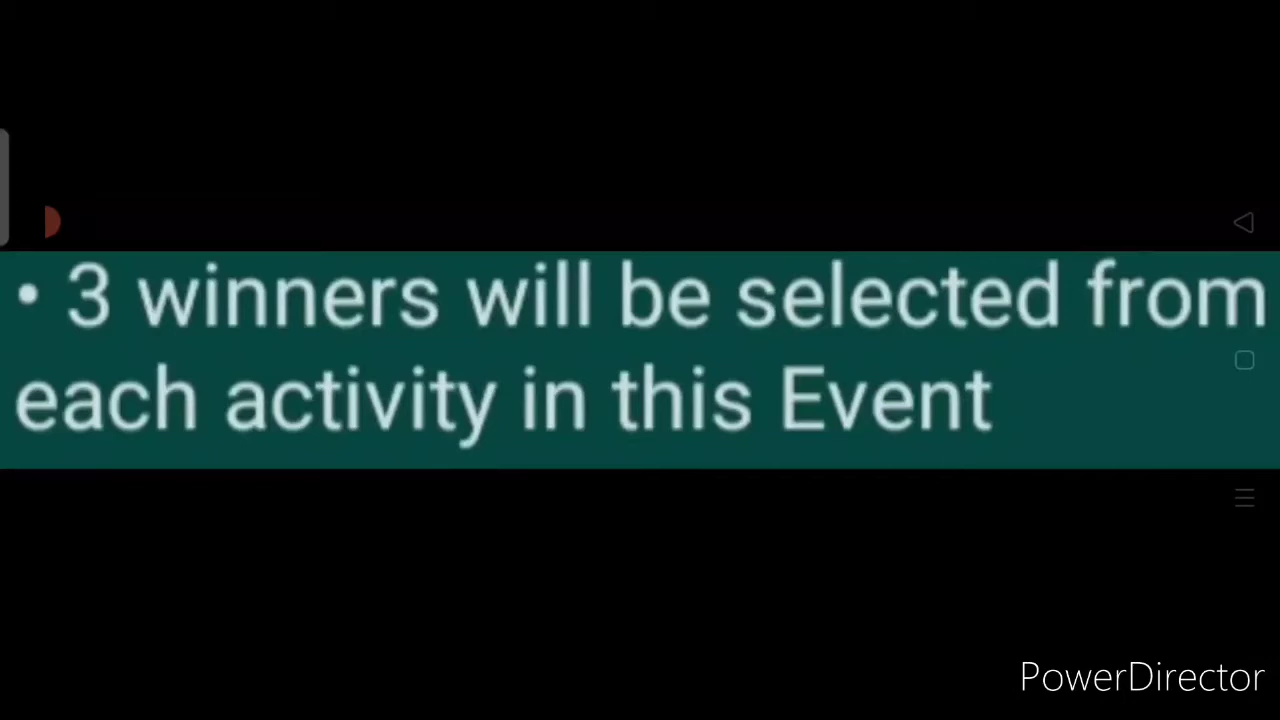 • 3 winners will be selected from
each activity in this Event
PowerDirector